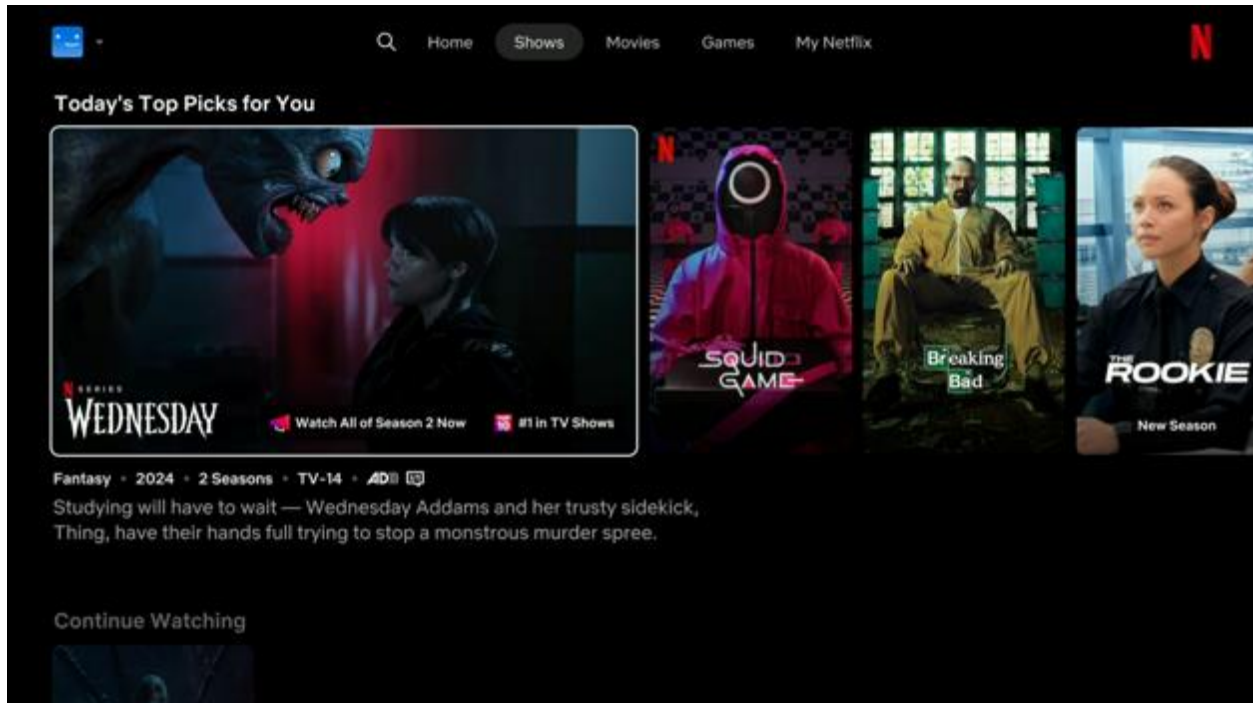 Home Shows Movies Games My Netflix
N
Today's Top Picks for You
N SERIES
WEDNESDAY
Watch All of Season 2 Now
TOP 10
#1 in TV Shows
N
SQUID GAME
Breaking
Bad
THE
ROOKIE
New Season
Fantasy • 2024 • 2 Seasons • TV-14 • AD
Studying will have to wait — Wednesday Addams and her trusty sidekick,
Thing, have their hands full trying to stop a monstrous murder spree.
Continue Watching